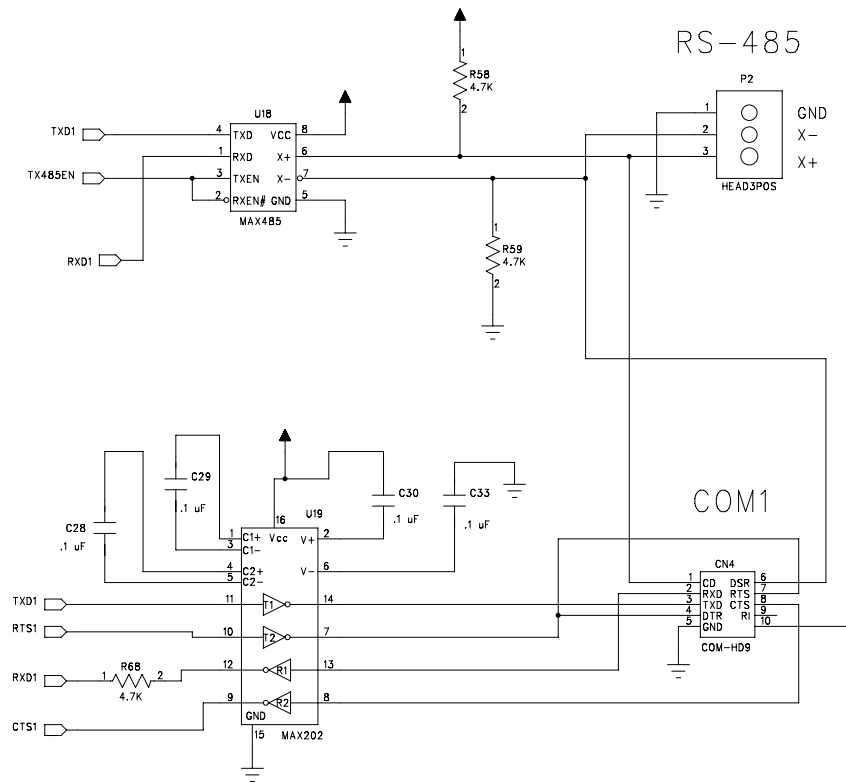 RS-485
1
R58
4.7K
2
P2
U18
TXD1
4 TXD VCC 8
1 GND
1 RXD X+ 6
2 X-
TX485EN
3 TXEN X- 7
3 X+
2 RXEN# GND 5
HEAD3POS
MAX485
RXD1
1
R59
4.7K
2
COM1
C29
.1 uF
C28
.1 uF
16
U19
C30
.1 uF
C33
.1 uF
1 C1+ Vcc V+ 2
3 C1-
4 C2+ V- 6
5 C2-
CN4
1 CD DSR 6
2 RXD RTS 7
3 TXD CTS 8
4 DTR RI 9
5 GND 10
COM-HD9
TXD1 11 T1 14
RTS1 10 T2 7
RXD1 1 R68 2 12 R1 13
4.7K
CTS1 9 R2 8
GND
15 MAX202